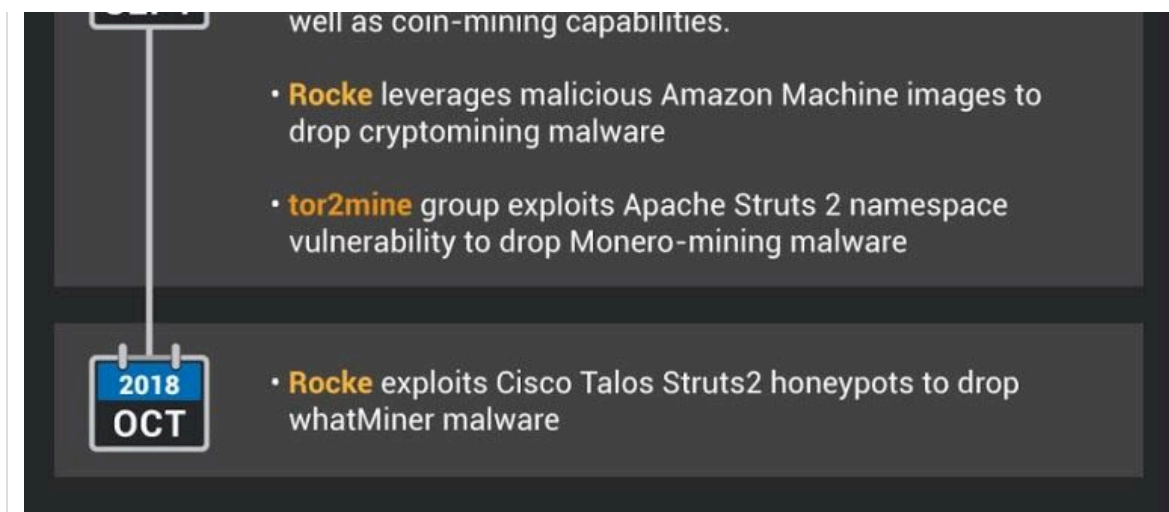 well as coin-mining capabilities.
• Rocke leverages malicious Amazon Machine images to
drop cryptomining malware
• tor2mine group exploits Apache Struts 2 namespace
vulnerability to drop Monero-mining malware
2018
OCT
• Rocke exploits Cisco Talos Struts2 honeypots to drop
whatMiner malware